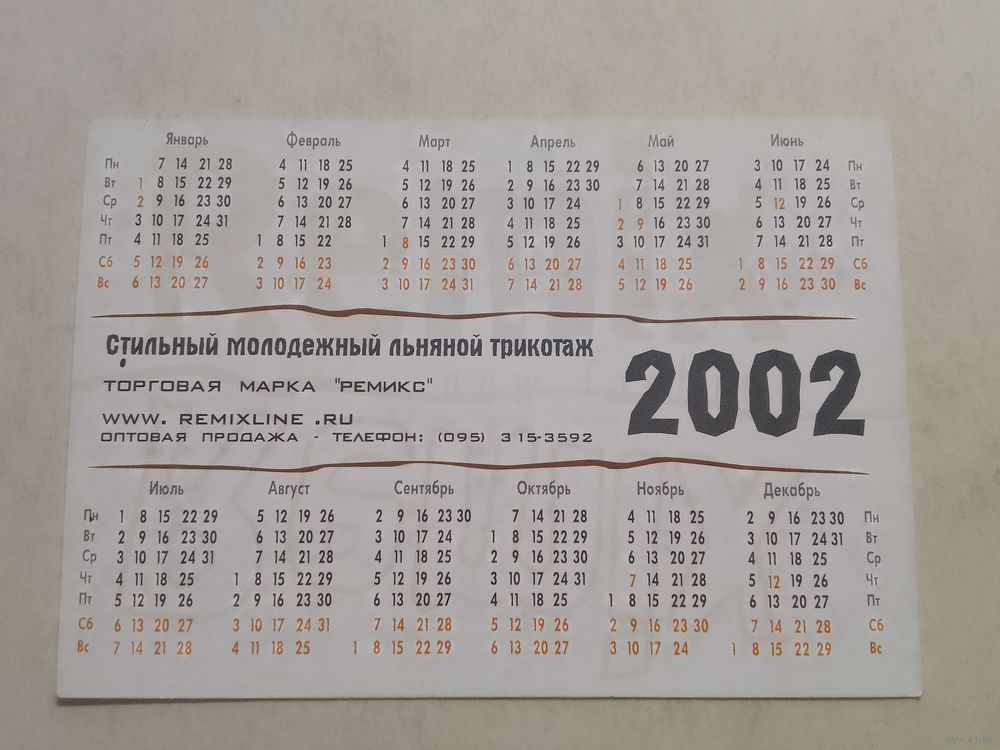 Январь Февраль Март Апрель Май Июнь
Пн 7 14 21 28 4 11 18 25 4 11 18 25 1 8 15 22 29 6 13 20 27 3 10 17 24 Пн
Вт 1 8 15 22 29 5 12 19 26 5 12 19 26 2 9 16 23 30 7 14 21 28 4 11 18 25 Вт
Ср 2 9 16 23 30 6 13 20 27 6 13 20 27 3 10 17 24 1 8 15 22 29 5 12 19 26 Ср
Чт 3 10 17 24 31 7 14 21 28 7 14 21 28 4 11 18 25 2 9 16 23 30 6 13 20 27 Чт
Пт 4 11 18 25 1 8 15 22 1 8 15 22 29 5 12 19 26 3 10 17 24 31 7 14 21 28 Пт
Сб 5 12 19 26 2 9 16 23 2 9 16 23 30 6 13 20 27 4 11 18 25 1 8 15 22 29 Сб
Вс 6 13 20 27 3 10 17 24 3 10 17 24 31 7 14 21 28 5 12 19 26 2 9 16 23 30 Вс
Стильный молодежный льняной трикотаж
ТОРГОВАЯ МАРКА "РЕМИКС"
WWW. REMIXLINE .RU
ОПТОВАЯ ПРОДАЖА - ТЕЛЕФОН: (095) 315-3592
2002
Июль Август Сентябрь Октябрь Ноябрь Декабрь
Пн 1 8 15 22 29 5 12 19 26 2 9 16 23 30 7 14 21 28 4 11 18 25 2 9 16 23 30 Пн
Вт 2 9 16 23 30 6 13 20 27 3 10 17 24 1 8 15 22 29 5 12 19 26 3 10 17 24 31 Вт
Ср 3 10 17 24 31 7 14 21 28 4 11 18 25 2 9 16 23 30 6 13 20 27 4 11 18 25 Ср
Чт 4 11 18 25 1 8 15 22 29 5 12 19 26 3 10 17 24 31 7 14 21 28 5 12 19 26 Чт
Пт 5 12 19 26 2 9 16 23 30 6 13 20 27 4 11 18 25 1 8 15 22 29 6 13 20 27 Пт
Сб 6 13 20 27 3 10 17 24 31 7 14 21 28 5 12 19 26 2 9 16 23 30 7 14 21 28 Сб
Вс 7 14 21 28 4 11 18 25 1 8 15 22 29 6 13 20 27 3 10 17 24 1 8 15 22 29 Вс